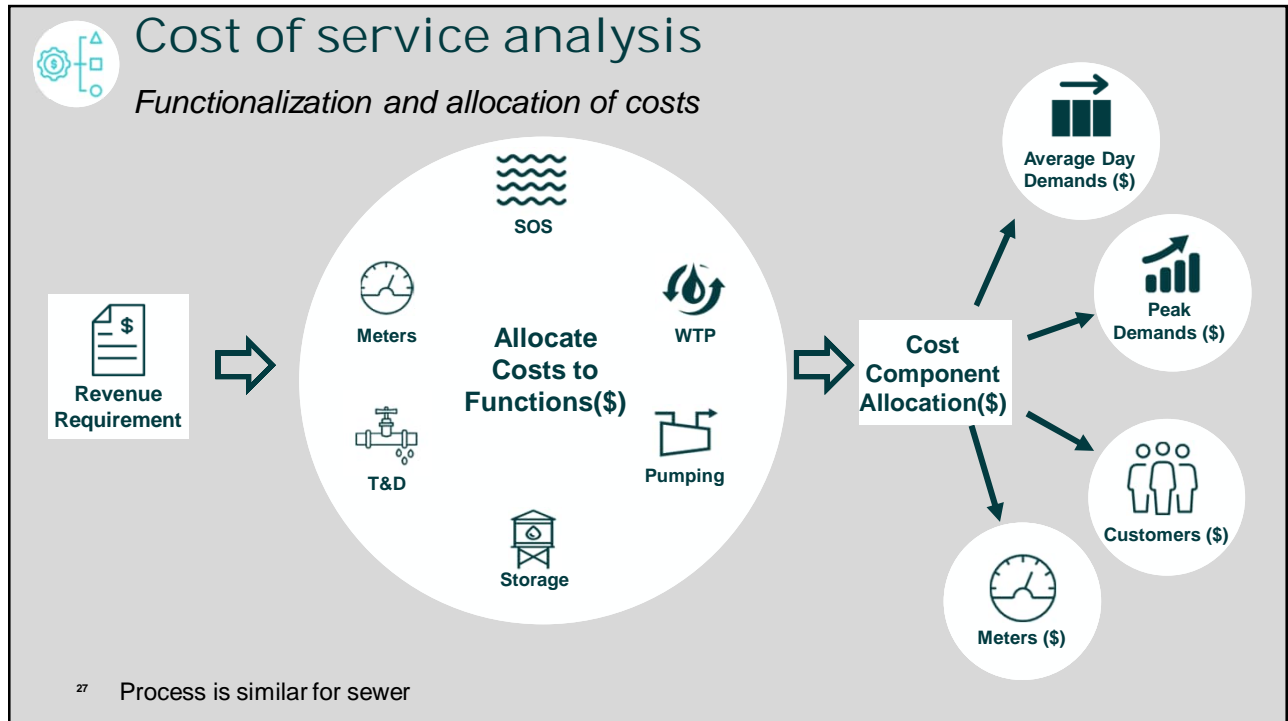 Cost of service analysis
Functionalization and allocation of costs
$
Revenue
Requirement
SOS
Meters
WTP
Allocate
Costs to
Functions($)
T&D
Pumping
Storage
Cost
Component
Allocation($)
Average Day
Demands ($)
Peak
Demands ($)
Customers ($)
Meters ($)
27 Process is similar for sewer
$